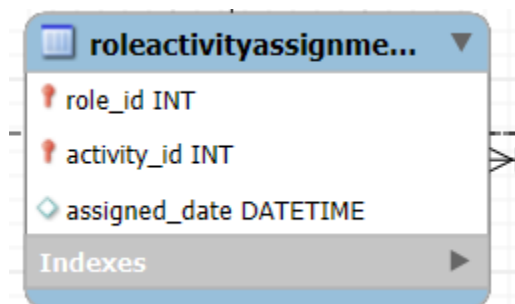 roleactivityassignme...
role_id INT
activity_id INT
assigned_date DATETIME
Indexes